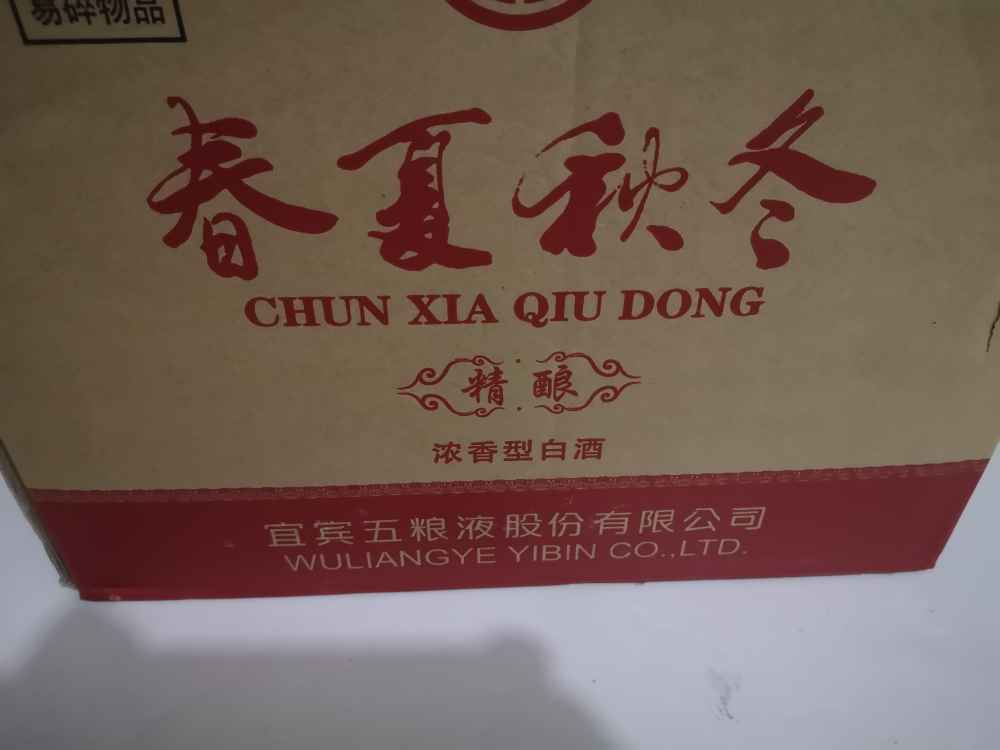 易碎物品
春夏秋冬
CHUN XIA QIU DONG
精酿
浓香型白酒
宜宾五粮液股份有限公司
WULIANGYE YIBIN CO.,LTD.